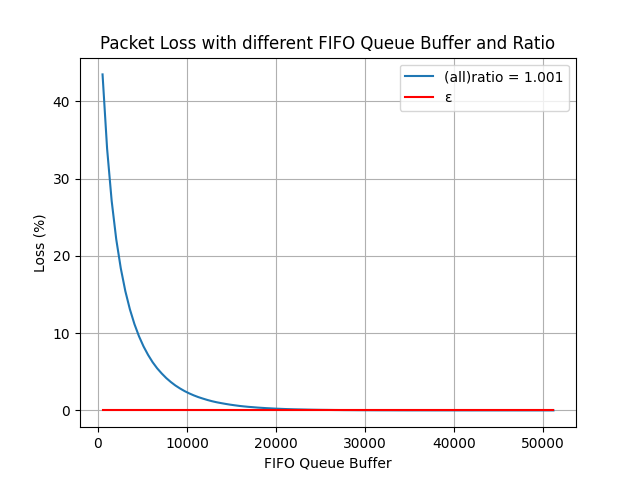 Packet Loss with different FIFO Queue Buffer and Ratio
(all)ratio = 1.001
ε
Loss (%)
40
30
20
10
0
0 10000 20000 30000 40000 50000
FIFO Queue Buffer